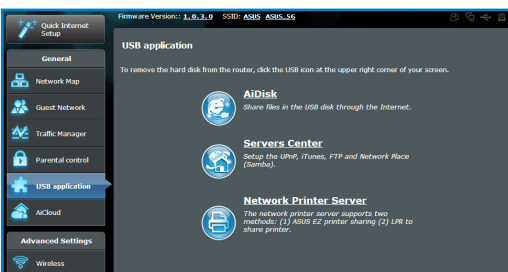 Quick Internet
Setup
Firmware Version:: 1.0.3.0 SSID: ASUS ASUS_5G
General
Network Map
Guest Network
Traffic Manager
Parental control
USB application
AiCloud
Advanced Settings
Wireless
USB application
To remove the hard disk from the router, click the USB icon at the upper right corner of your screen.
AiDisk
Share files in the USB disk through the Internet.
Servers Center
Setup the UPnP, iTunes, FTP and Network Place
(Samba).
Network Printer Server
The network printer server supports two
methods: (1) ASUS EZ printer sharing (2) LPR to
share printer.